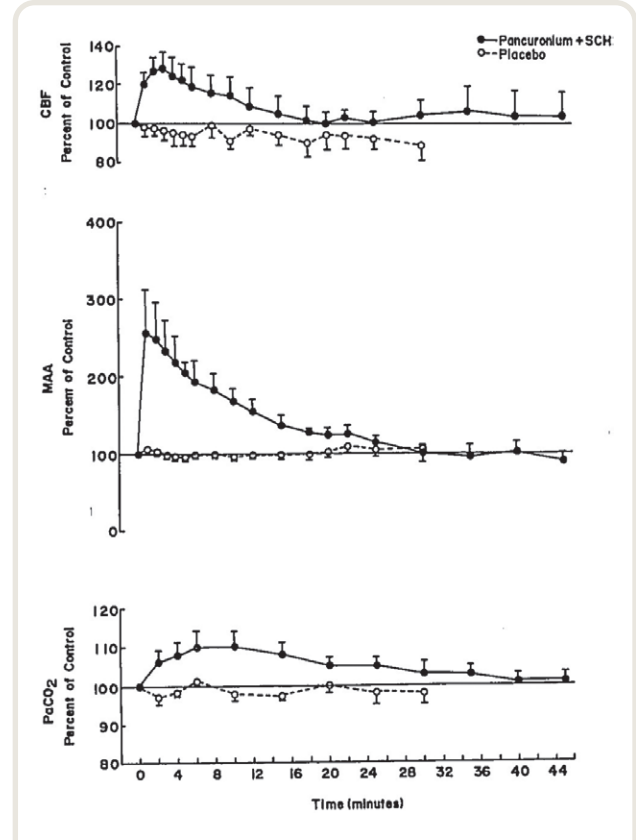 Pancuronium + SCH
Placebo
CBF
Percent of Control
140
120
100
80
MAA
Percent of Control
400
300
200
100
0
PaCO2
Percent of Control
120
110
100
90
80
0 4 8 12 16 20 24 28 32 36 40 44
Time (minutes)